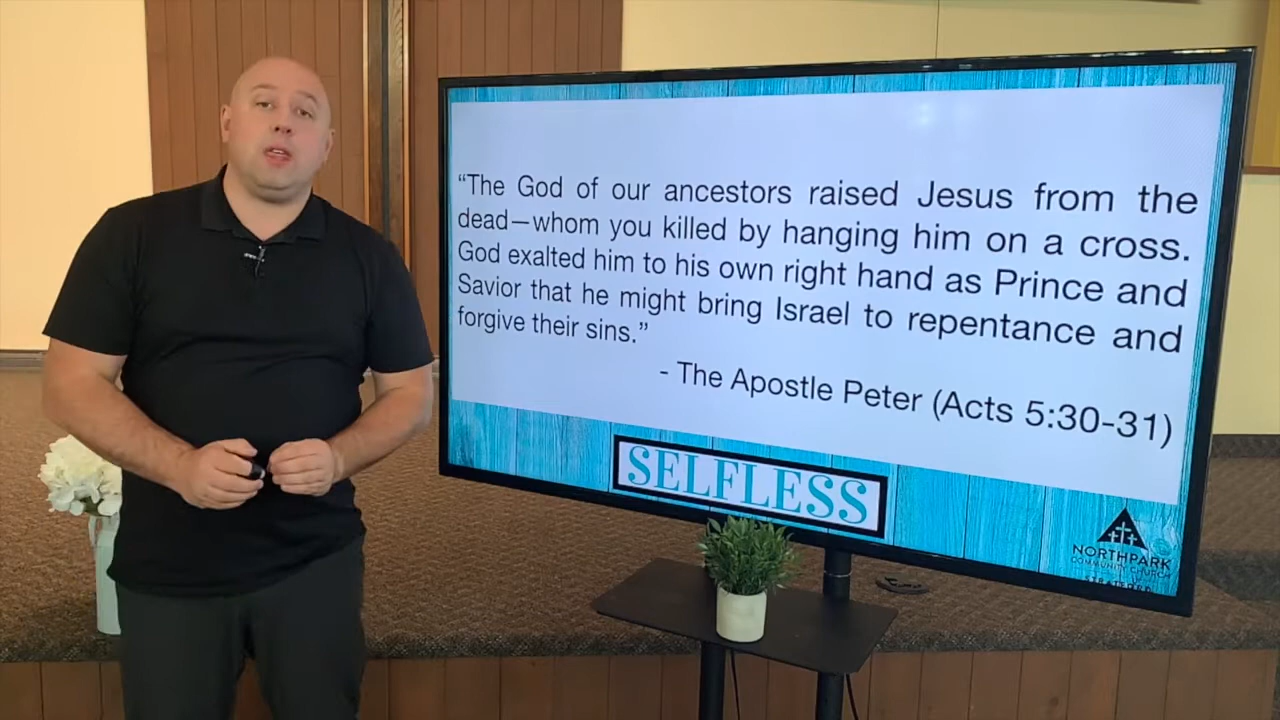 “The God of our ancestors raised Jesus from the
dead—whom you killed by hanging him on a cross.
God exalted him to his own right hand as Prince and
Savior that he might bring Israel to repentance and
forgive their sins.”
- The Apostle Peter (Acts 5:30-31)
SELFLESS
NORTHPARK
COMMUNITY CHURCH
STRATFORD